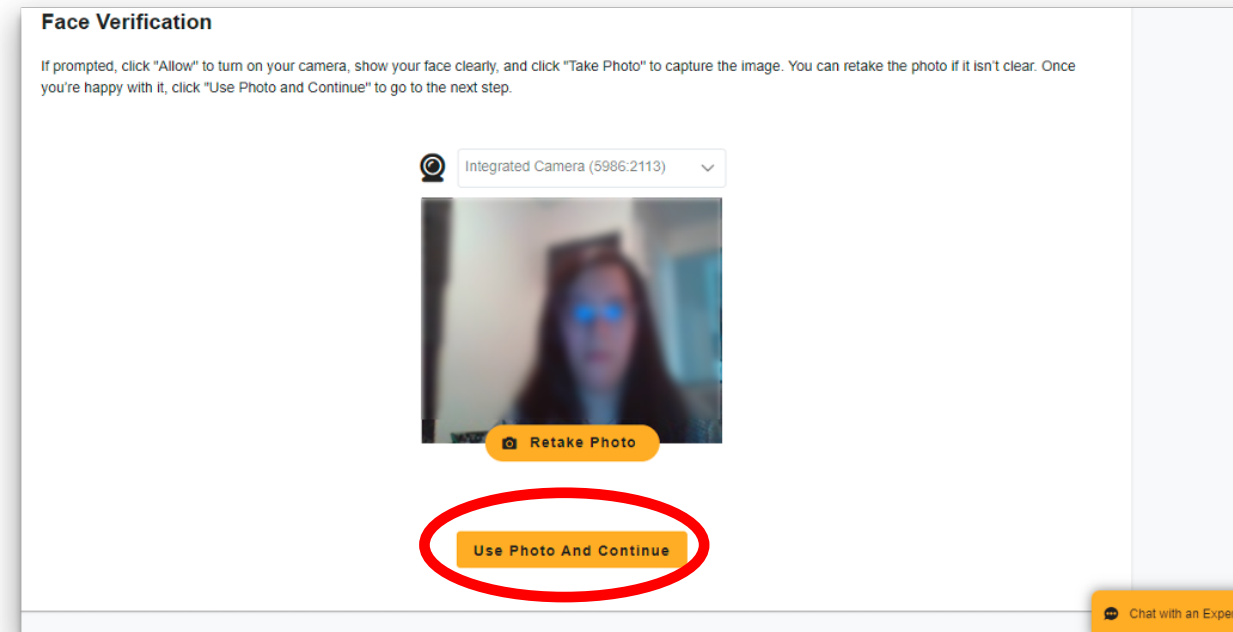 Face Verification
If prompted, click "Allow" to turn on your camera, show your face clearly, and click "Take Photo" to capture the image. You can retake the photo if it isn't clear. Once
you're happy with it, click "Use Photo and Continue" to go to the next step.
Integrated Camera (5986:2113)
Retake Photo
Use Photo And Continue
Chat with an Exper